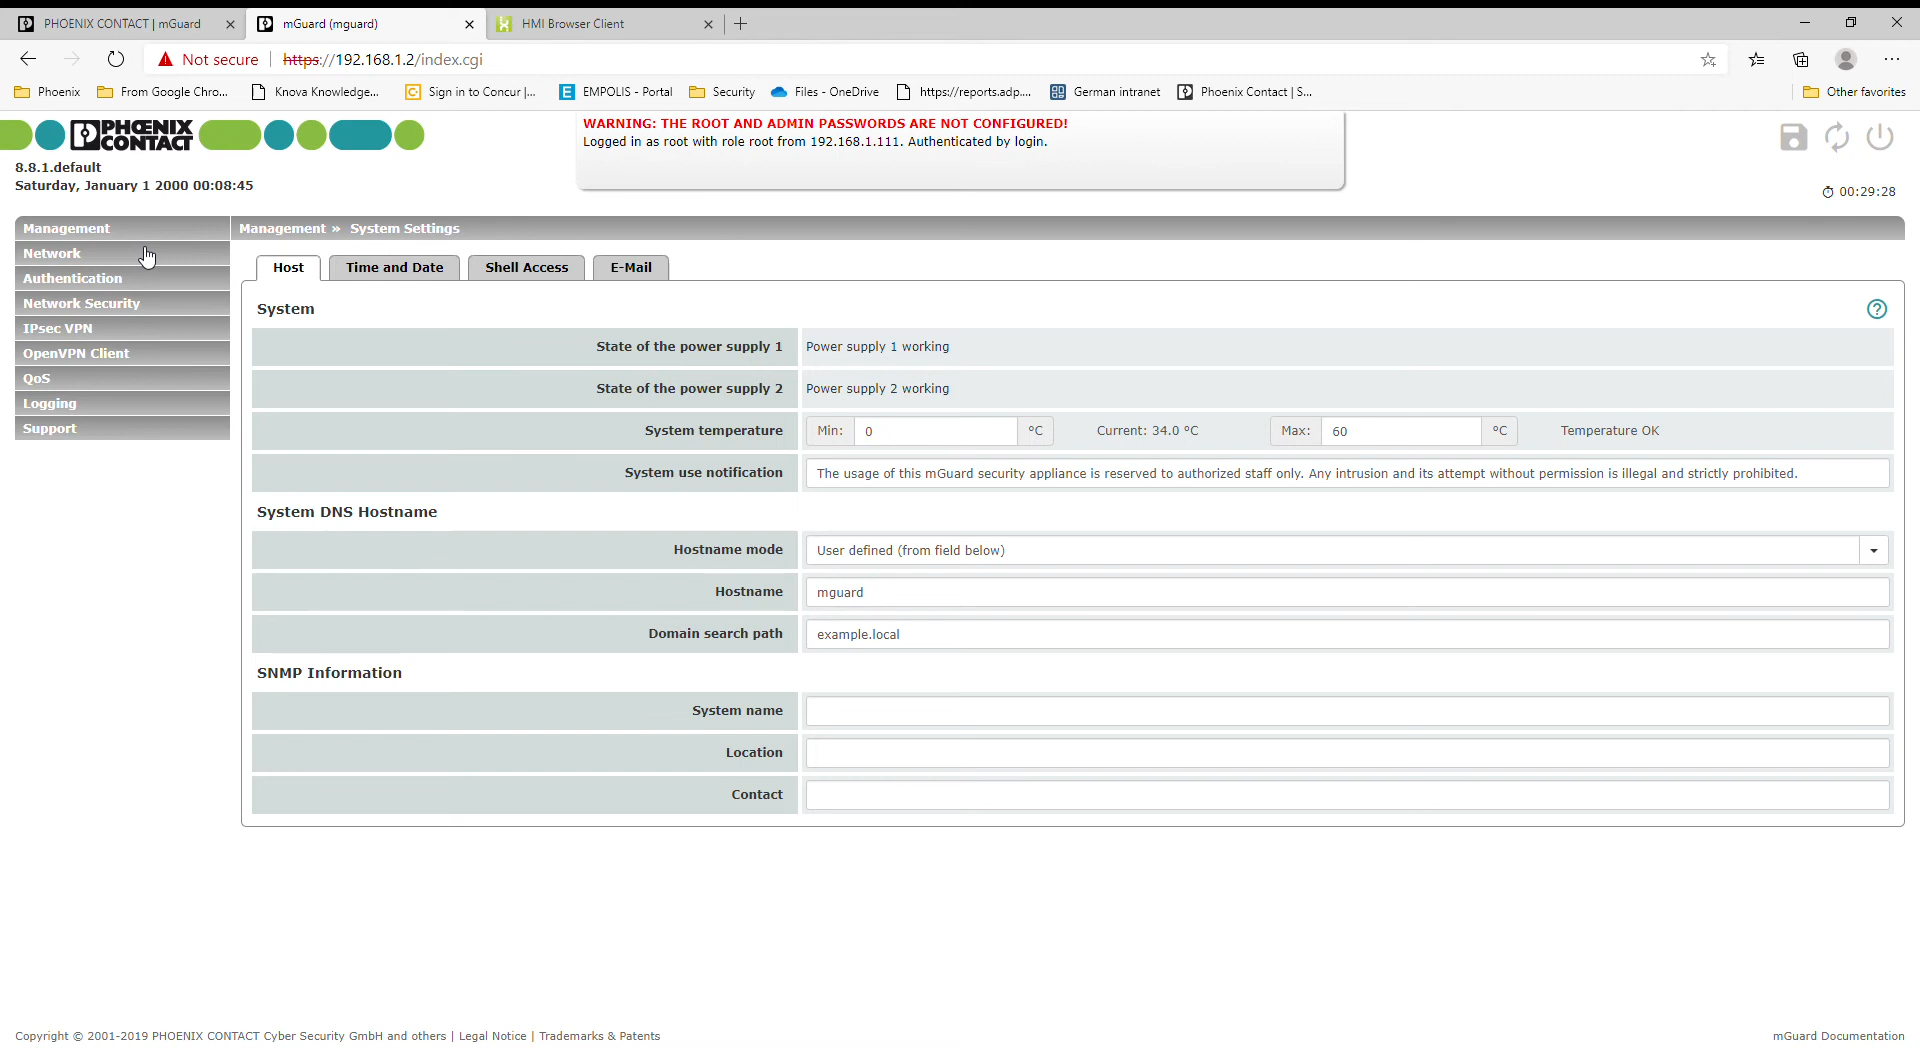 PHOENIX CONTACT | mGuard
mGuard (mguard)
HMI Browser Client
Not secure | https://192.168.1.2/index.cgi
Phoenix
From Google Chro...
Knova Knowledge...
Sign in to Concur |...
EMPOLIS - Portal
Security
Files - OneDrive
https://reports.adp....
German intranet
Phoenix Contact | S...
Other favorites
PHŒNIX
CONTACT
WARNING: THE ROOT AND ADMIN PASSWORDS ARE NOT CONFIGURED!
Logged in as root with role root from 192.168.1.111. Authenticated by login.
8.8.1.default
Saturday, January 1 2000 00:08:45
00:29:28
Management
Network
Authentication
Network Security
IPsec VPN
OpenVPN Client
QoS
Logging
Support
Management » System Settings
Host
Time and Date
Shell Access
E-Mail
System
State of the power supply 1 Power supply 1 working
State of the power supply 2 Power supply 2 working
System temperature Min: 0 °C Current: 34.0 °C Max: 60 °C Temperature OK
System use notification The usage of this mGuard security appliance is reserved to authorized staff only. Any intrusion and its attempt without permission is illegal and strictly prohibited.
System DNS Hostname
Hostname mode User defined (from field below)
Hostname mguard
Domain search path example.local
SNMP Information
System name
Location
Contact
Copyright © 2001-2019 PHOENIX CONTACT Cyber Security GmbH and others | Legal Notice | Trademarks & Patents
mGuard Documentation